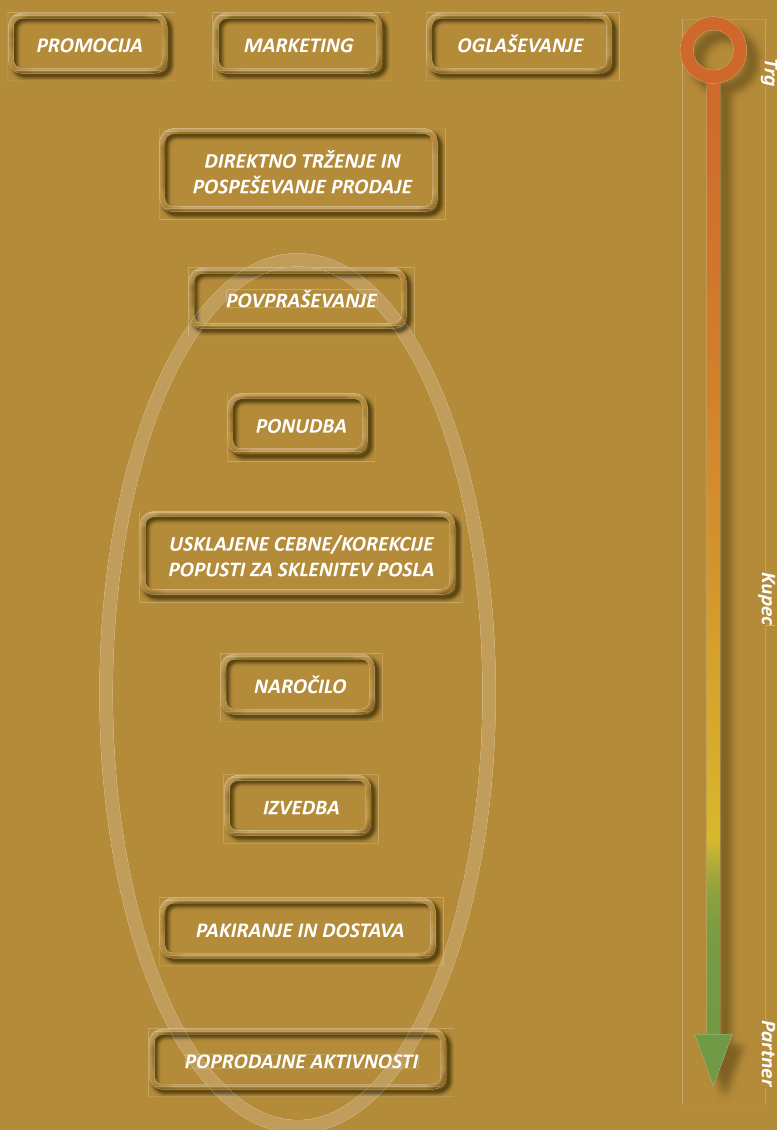 PROMOCIJA
MARKETING
OGLAŠEVANJE
Trg
DIREKTNO TRŽENJE IN
POSPEŠEVANJE PRODAJE
POVPRAŠEVANJE
PONUDBA
USKLAJENE CEBNE/KOREKCIJE
POPUSTI ZA SKLENITEV POSLA
Kupec
NAROČILO
IZVEDBA
PAKIRANJE IN DOSTAVA
POPRODAJNE AKTIVNOSTI
Partner